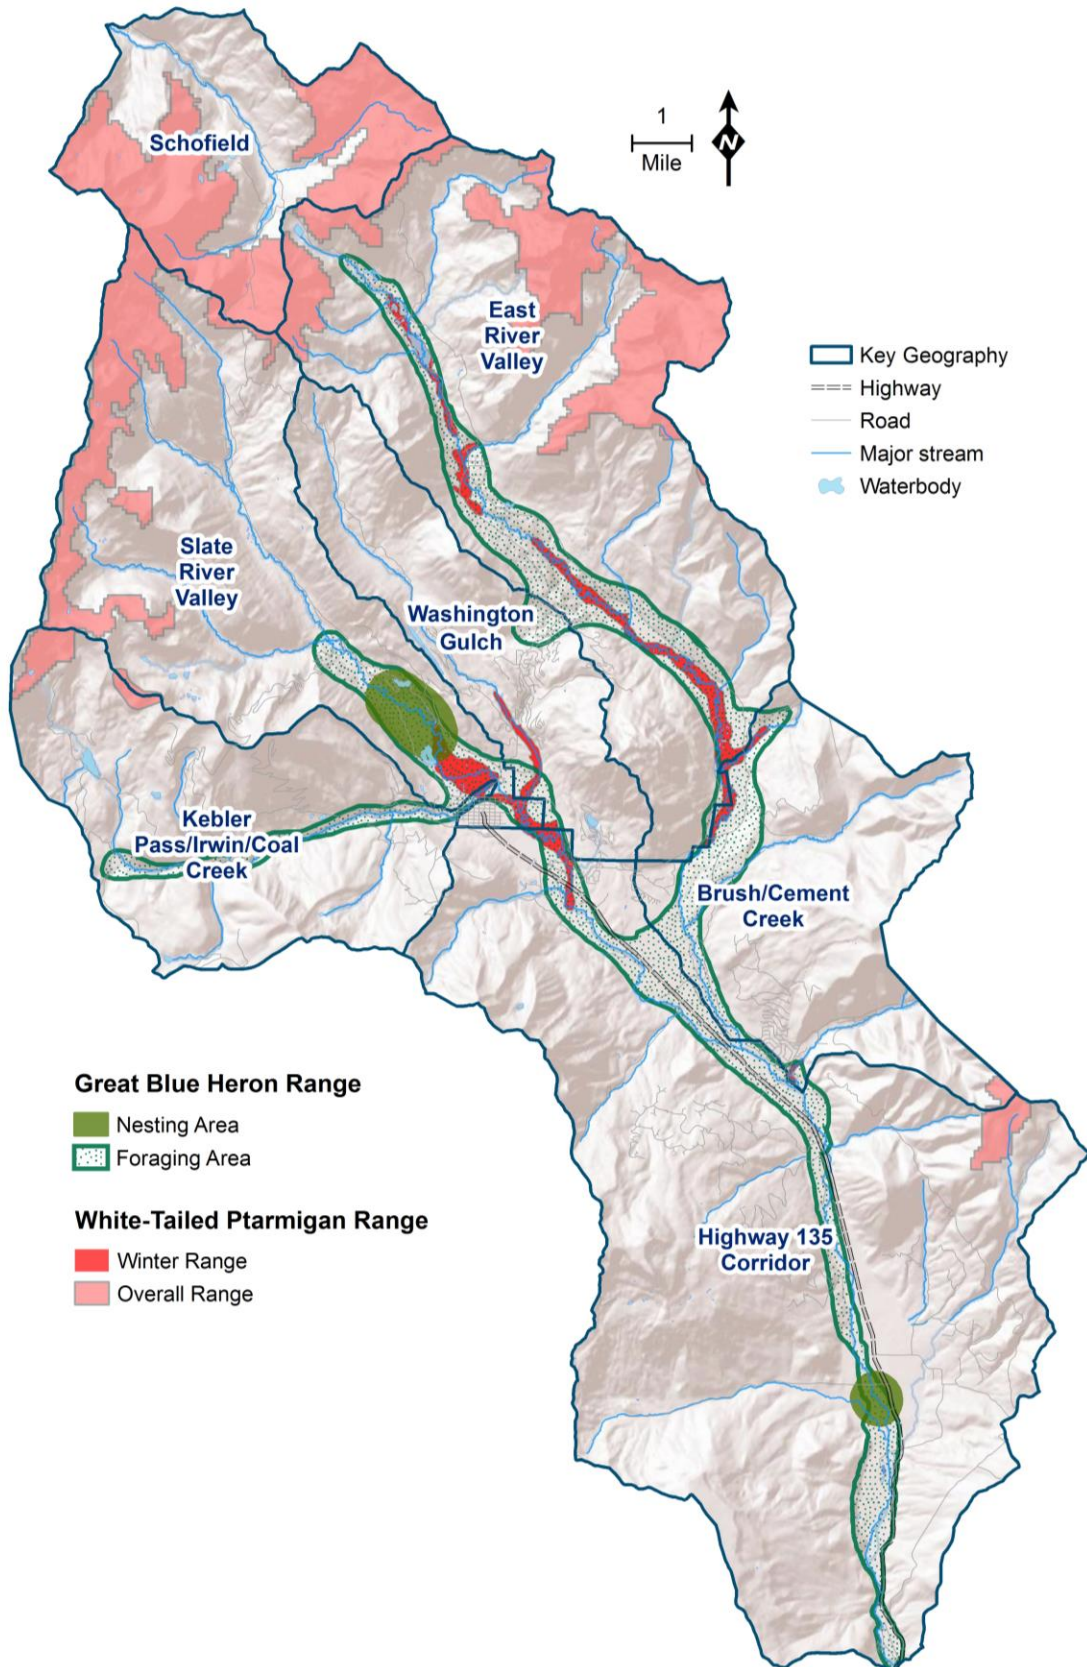 Schofield
1
Mile
N
East
River
Valley
Key Geography
Highway
Road
Major stream
Waterbody
Slate
River
Valley
Washington
Gulch
Kebler
Pass/Irwin/Coal
Creek
Brush/Cement
Creek
Great Blue Heron Range
Nesting Area
Foraging Area
White-Tailed Ptarmigan Range
Winter Range
Overall Range
Highway 135
Corridor